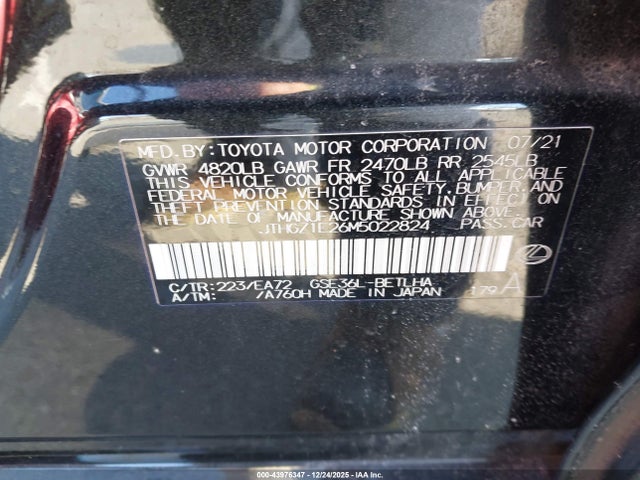 MFD. BY: TOYOTA MOTOR CORPORATION 07/21
GVWR 4820LB GAWR FR 2470LB RR 2545LB
THIS VEHICLE CONFORMS TO ALL APPLICABLE
FEDERAL MOTOR VEHICLE SAFETY, BUMPER, AND
THEFT PREVENTION STANDARDS IN EFFECT ON
THE DATE OF MANUFACTURE SHOWN ABOVE.
JTHGZ1E26M5022824 PASS.CAR
C/TR: 223/EA72 GSE36L-BETLHA
A/TM: /A760H MADE IN JAPAN 179 A
000-43976347 · 12/24/2025 · IAA Inc.